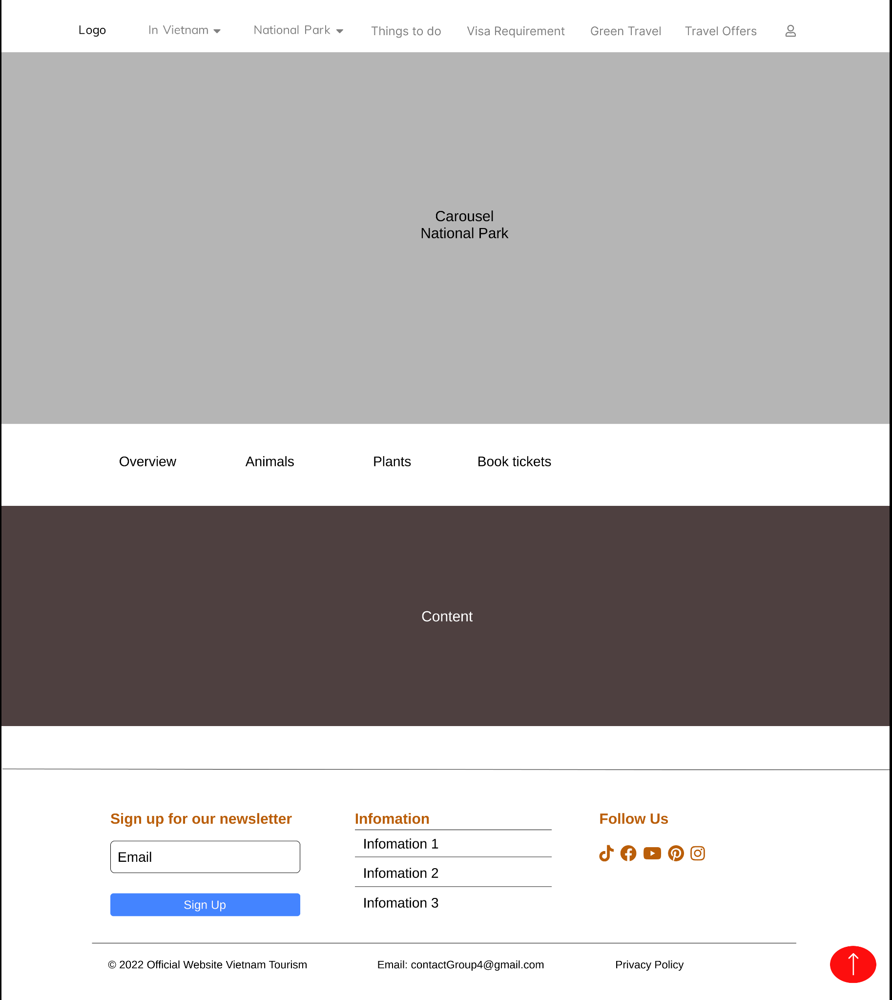 Logo
In Vietnam
National Park
Things to do
Visa Requirement
Green Travel
Travel Offers
Carousel
National Park
Overview
Animals
Plants
Book tickets
Content
Sign up for our newsletter
Email
Sign Up
Infomation
Infomation 1
Infomation 2
Infomation 3
Follow Us
© 2022 Official Website Vietnam Tourism
Email: contactGroup4@gmail.com
Privacy Policy